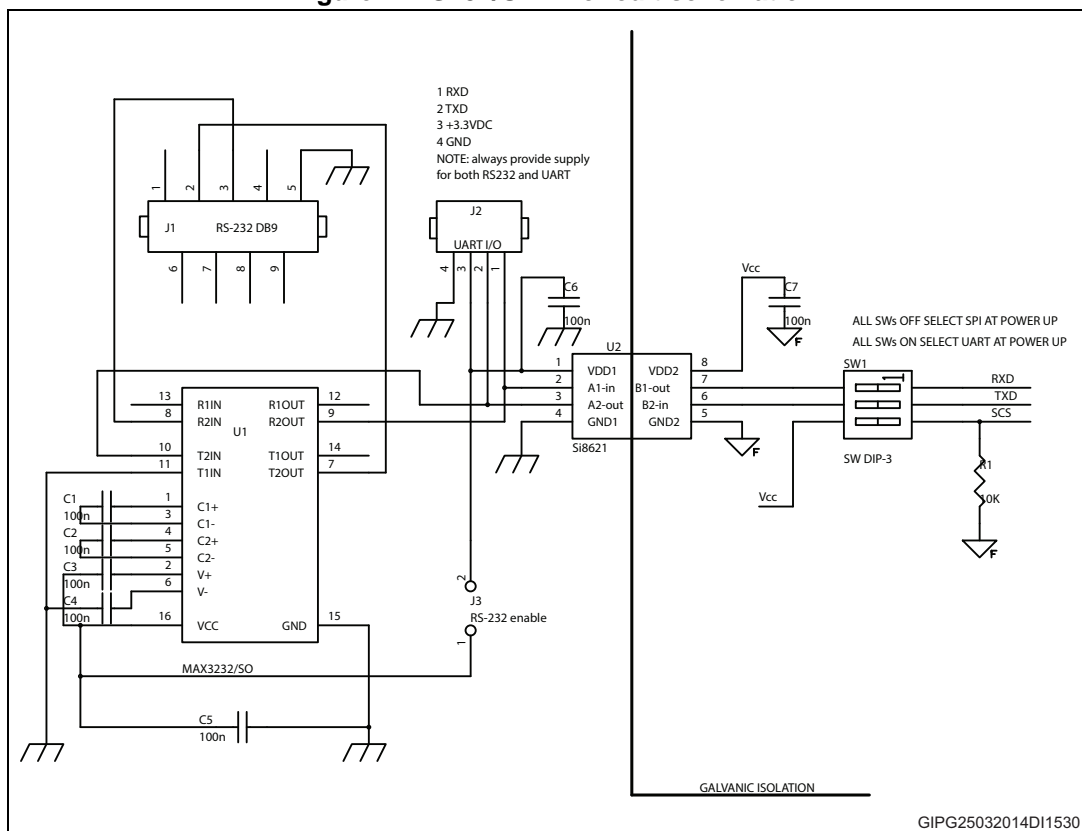 1 RXD
2 TXD
3 +3.3VDC
4 GND
NOTE: always provide supply
for both RS232 and UART
1
2
3
4
5
J1
RS-232 DB9
6
7
8
9
J2
UART I/O
4
3
2
1
C6
100n
Vcc
C7
100n
F
ALL SWs OFF SELECT SPI AT POWER UP
ALL SWs ON SELECT UART AT POWER UP
U2
1 VDD1 VDD2 8
2 A1-in B1-out 7
3 A2-out B2-in 6
4 GND1 GND2 5
Si8621
F
SW1
1
RXD
TXD
SCS
SW DIP-3
Vcc
R1
10K
F
13 R1IN R1OUT 12
8 R2IN R2OUT 9
U1
10 T2IN T1OUT 14
11 T1IN T2OUT 7
C1
100n
1 C1+
3 C1-
C2
100n
4 C2+
5 C2-
C3
100n
2 V+
6 V-
C4
100n
16 VCC GND 15
MAX3232/SO
2
J3
RS-232 enable
1
C5
100n
GALVANIC ISOLATION
GIPG25032014DI1530